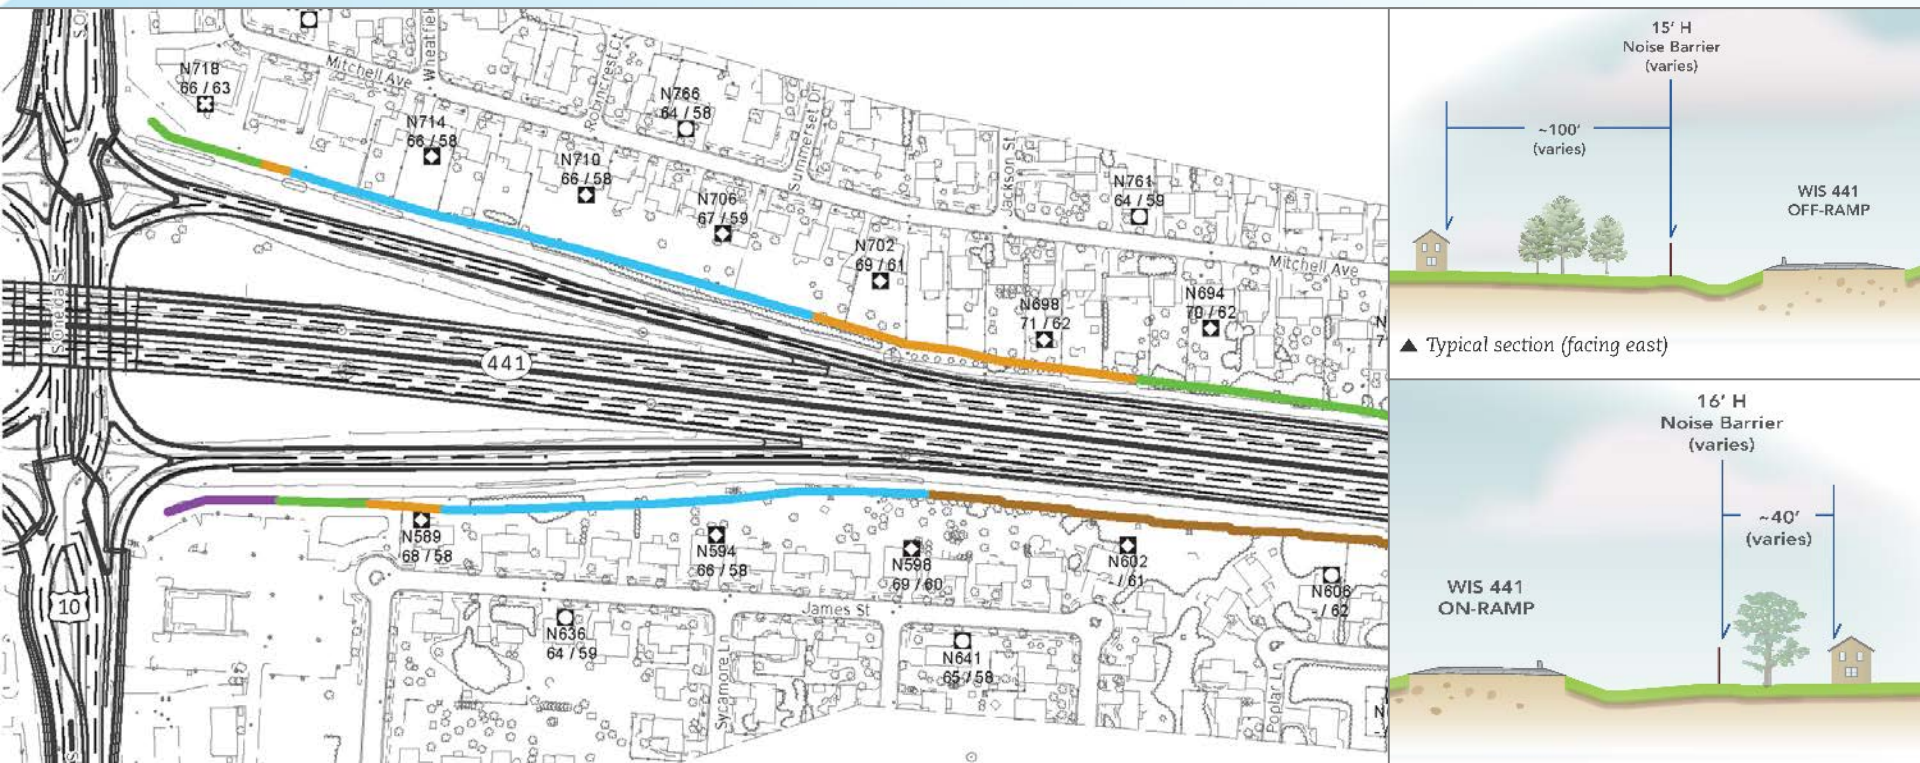 N718
66 / 63
Mitchell Ave
Wheatfield
Robincrest Ct
N766
64 / 58
Summerset Dr
N714
66 / 58
N710
66 / 58
N706
67 / 59
Jackson St
N761
64 / 59
N702
69 / 61
Mitchell Ave
N698
71 / 62
N694
70 / 62
N
7
S Oneida St
441
N589
68 / 58
N594
66 / 58
N598
69 / 60
N602
- / 61
N606
- / 62
10
James St
N636
64 / 59
N641
65 / 58
Sycamore Ln
Poplar Ln
N
15' H
Noise Barrier
(varies)
~100'
(varies)
WIS 441
OFF-RAMP
▲ Typical section (facing east)
16' H
Noise Barrier
(varies)
~40'
(varies)
WIS 441
ON-RAMP